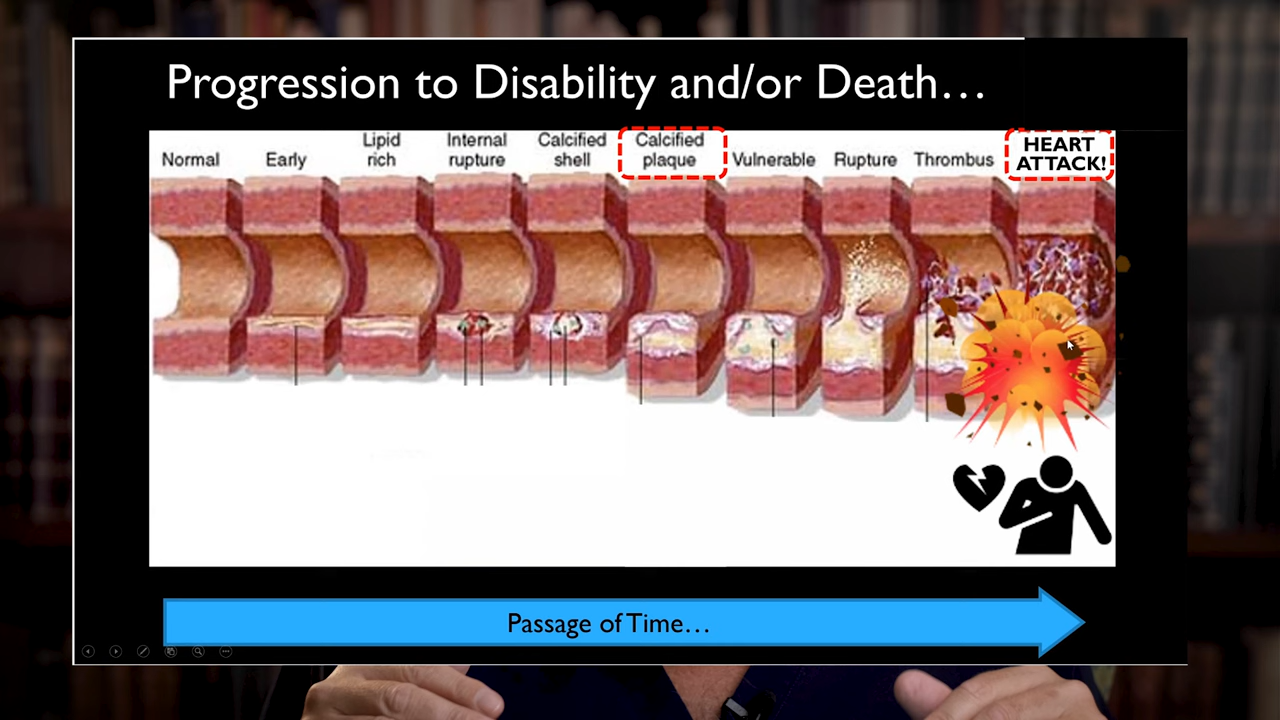 Progression to Disability and/or Death…
Normal
Early
Lipid
rich
Internal
rupture
Calcified
shell
Calcified
plaque
Vulnerable
Rupture
Thrombus
HEART
ATTACK!
Passage of Time…